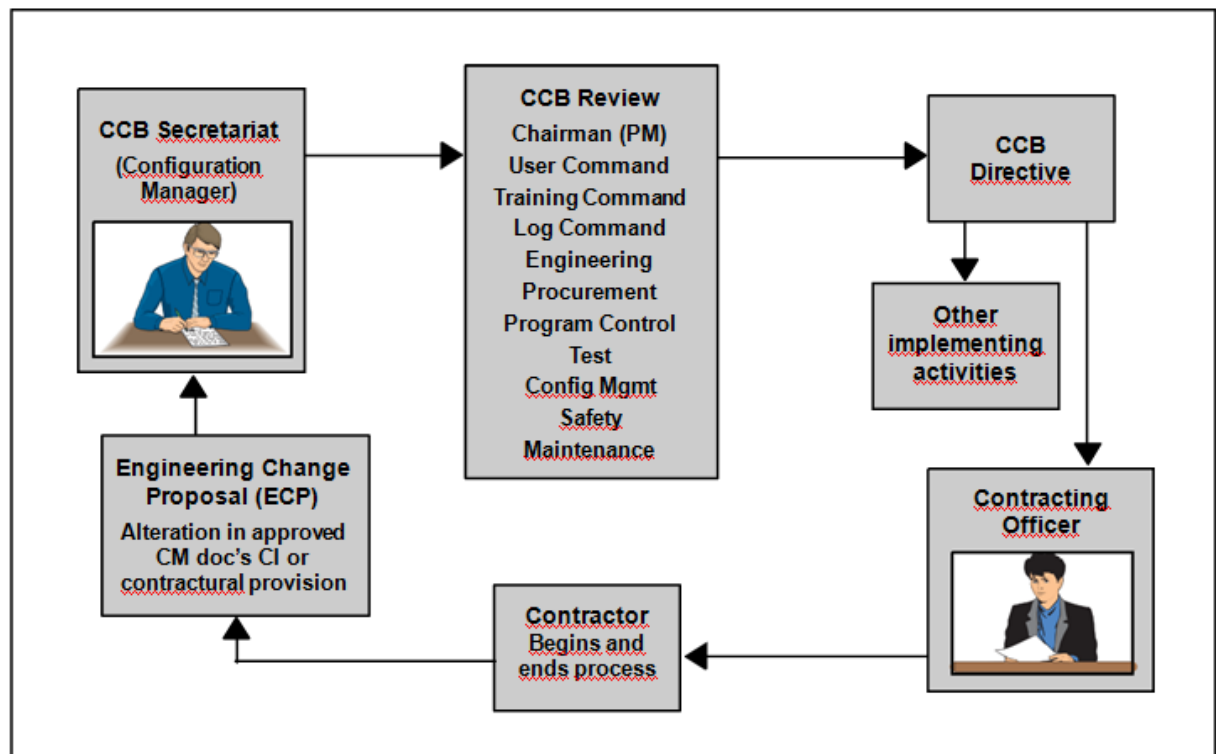 CCB Secretariat
(Configuration
Manager)
CCB Review
Chairman (PM)
User Command
Training Command
Log Command
Engineering
Procurement
Program Control
Test
Config Mgmt
Safety
Maintenance
CCB
Directive
Other
implementing
activities
Engineering Change
Proposal (ECP)
Alteration in approved
CM doc's CI or
contractural provision
Contractor
Begins and
ends process
Contracting
Officer